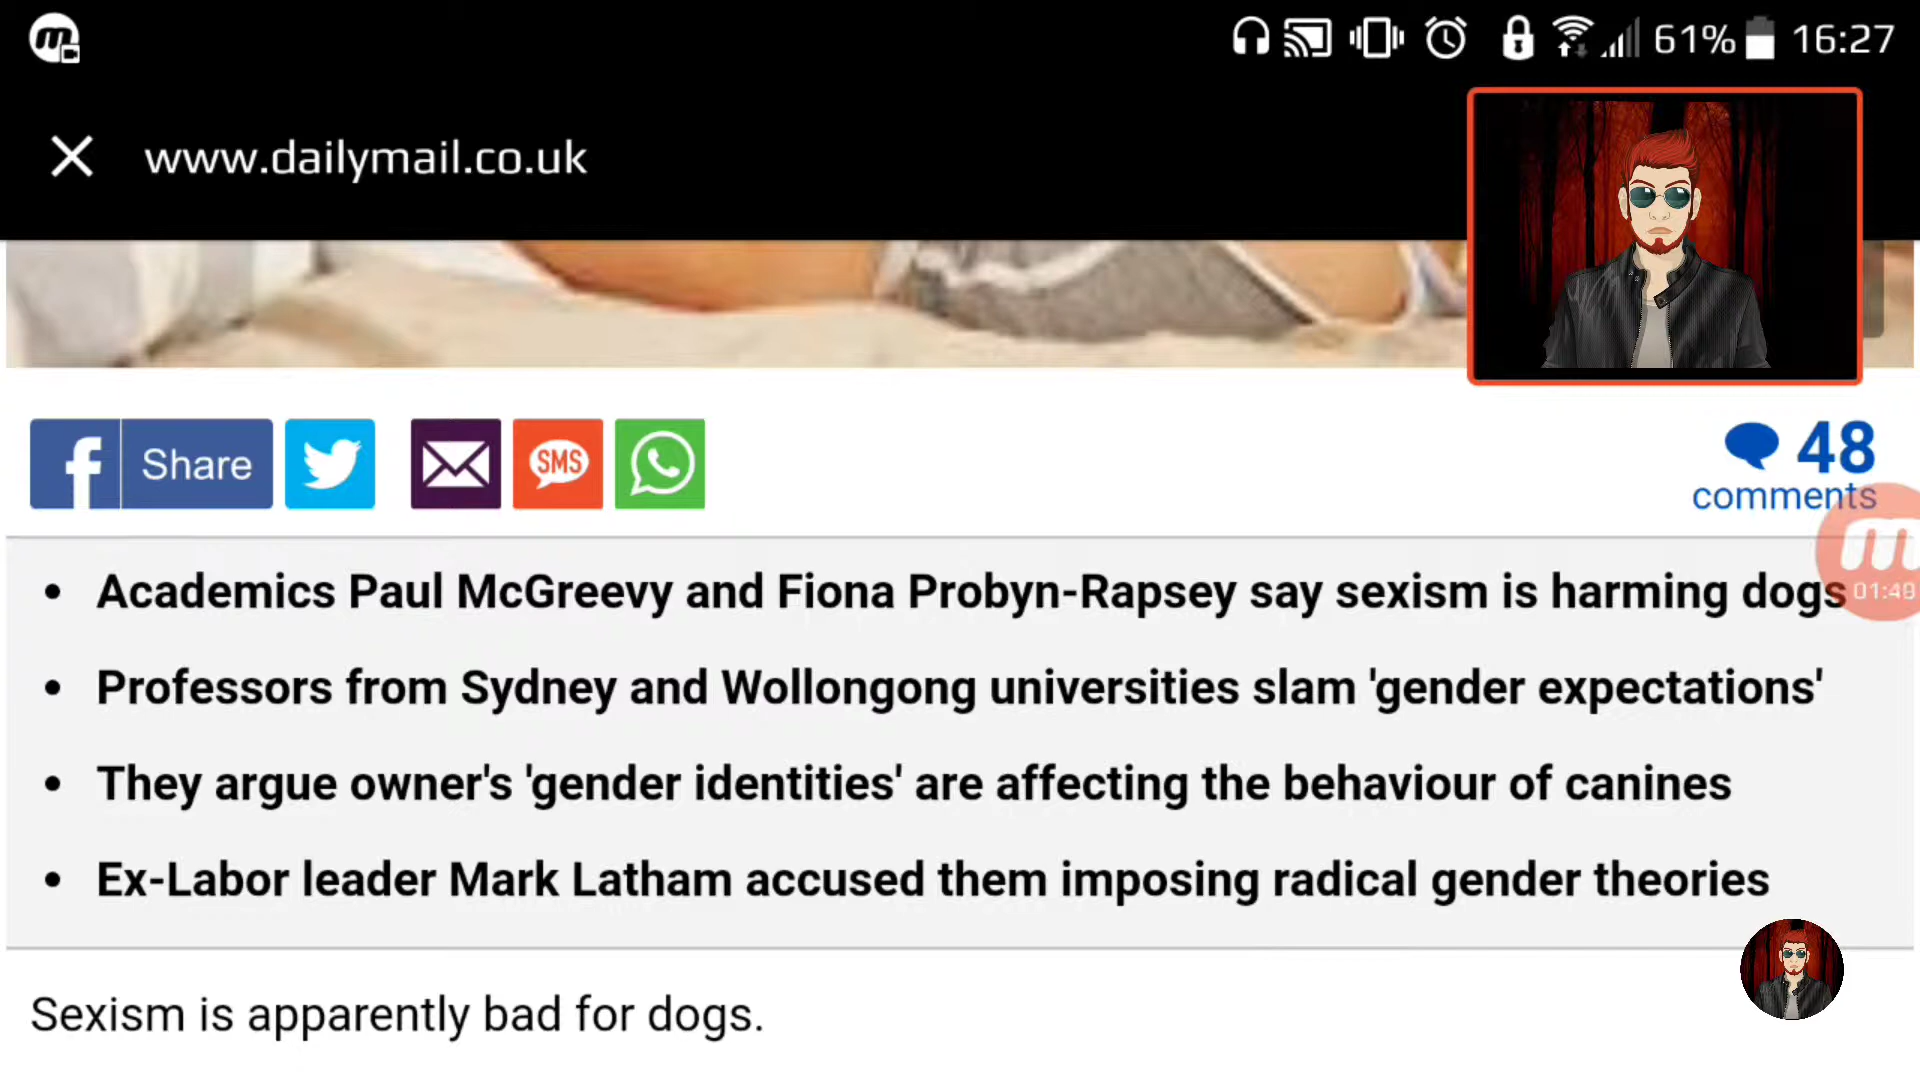 61% 16:27
www.dailymail.co.uk
f Share SMS 48
comments
• Academics Paul McGreevy and Fiona Probyn-Rapsey say sexism is harming dogs
m
01:48
• Professors from Sydney and Wollongong universities slam 'gender expectations'
• They argue owner's 'gender identities' are affecting the behaviour of canines
• Ex-Labor leader Mark Latham accused them imposing radical gender theories
Sexism is apparently bad for dogs.